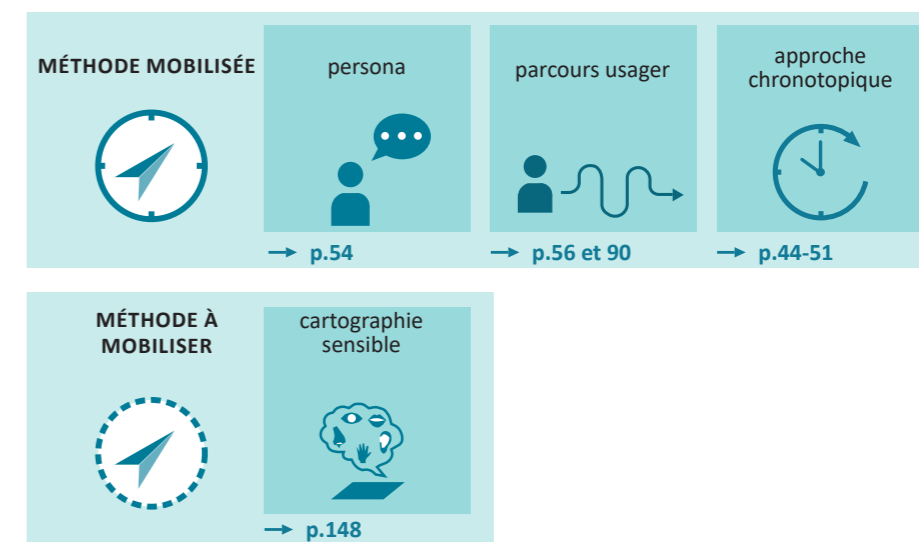 MÉTHODE MOBILISÉE
persona
→ p.54
parcours usager
→ p.56 et 90
approche
chronotopique
→ p.44-51
MÉTHODE À
MOBILISER
cartographie
sensible
→ p.148